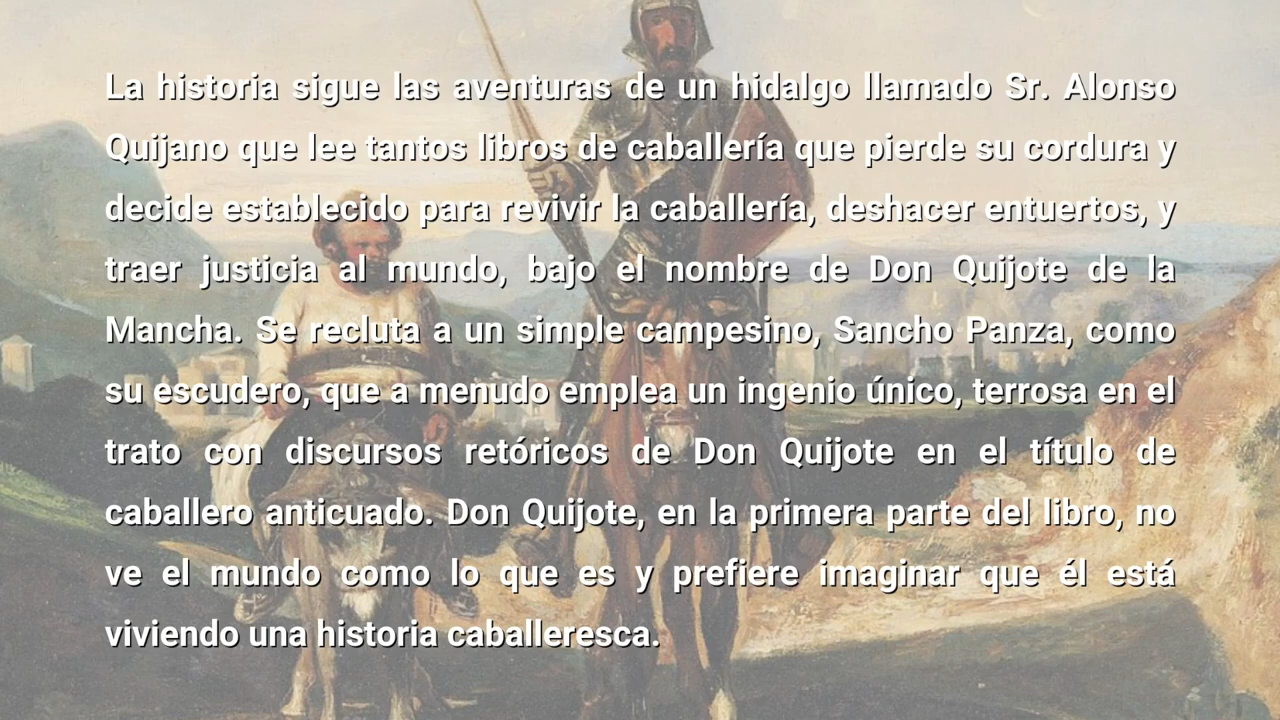 La historia sigue las aventuras de un hidalgo llamado Sr. Alonso
Quijano que lee tantos libros de caballería que pierde su cordura y
decide establecido para revivir la caballería, deshacer entuertos, y
traer justicia al mundo, bajo el nombre de Don Quijote de la
Mancha. Se recluta a un simple campesino, Sancho Panza, como
su escudero, que a menudo emplea un ingenio único, terrosa en el
trato con discursos retóricos de Don Quijote en el título de
caballero anticuado. Don Quijote, en la primera parte del libro, no
ve el mundo como lo que es y prefiere imaginar que él está
viviendo una historia caballeresca.